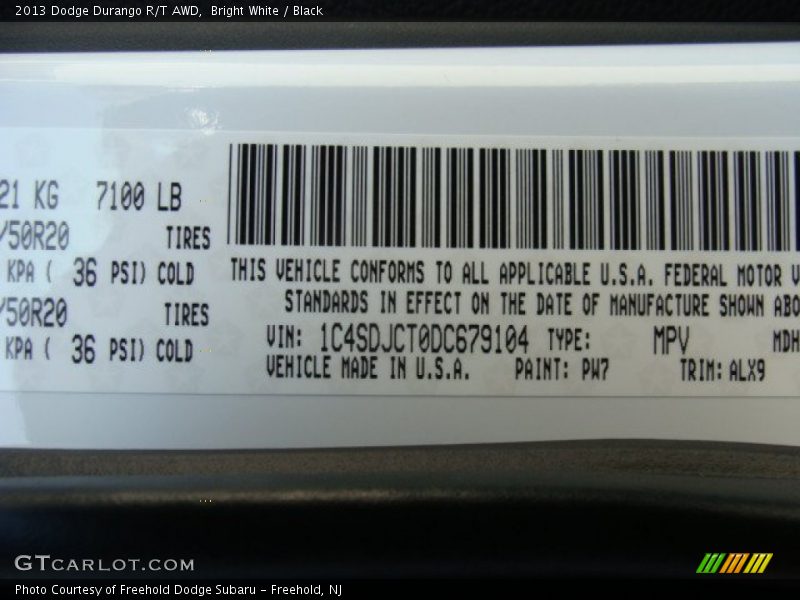 2013 Dodge Durango R/T AWD,  Bright White / Black
21 KG 7100 LB
/50R20 TIRES
KPA ( 36 PSI) COLD
/50R20 TIRES
KPA ( 36 PSI) COLD
THIS VEHICLE CONFORMS TO ALL APPLICABLE U.S.A. FEDERAL MOTOR V
STANDARDS IN EFFECT ON THE DATE OF MANUFACTURE SHOWN ABO
VIN: 1C4SDJCT0DC679104 TYPE: MPV MDH
VEHICLE MADE IN U.S.A. PAINT: PW7 TRIM: ALX9
GTCARLOT.COM
Photo Courtesy of Freehold Dodge Subaru - Freehold, NJ